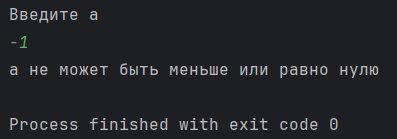 Введите a
-1
a не может быть меньше или равно нулю
Process finished with exit code 0